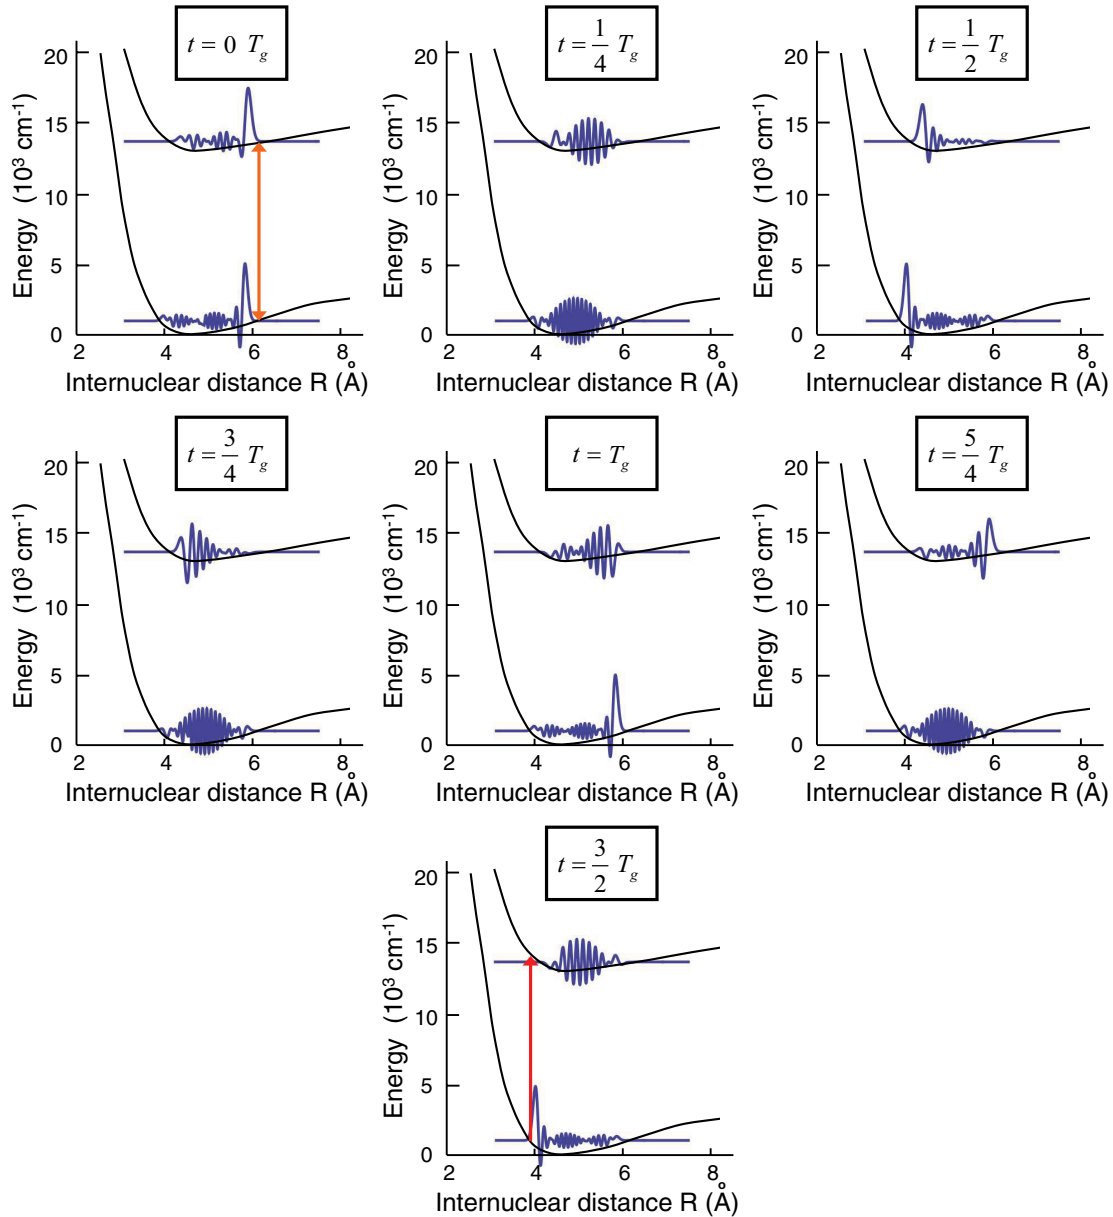 t = 0 T_g
20
15
10
5
0
2 4 6 8
Energy (10³ cm⁻¹)
Internuclear distance R (Å)
t = 1/4 T_g
20
15
10
5
0
2 4 6 8
Energy (10³ cm⁻¹)
Internuclear distance R (Å)
t = 1/2 T_g
20
15
10
5
0
2 4 6 8
Energy (10³ cm⁻¹)
Internuclear distance R (Å)
t = 3/4 T_g
20
15
10
5
0
2 4 6 8
Energy (10³ cm⁻¹)
Internuclear distance R (Å)
t = T_g
20
15
10
5
0
2 4 6 8
Energy (10³ cm⁻¹)
Internuclear distance R (Å)
t = 5/4 T_g
20
15
10
5
0
2 4 6 8
Energy (10³ cm⁻¹)
Internuclear distance R (Å)
t = 3/2 T_g
20
15
10
5
0
2 4 6 8
Energy (10³ cm⁻¹)
Internuclear distance R (Å)